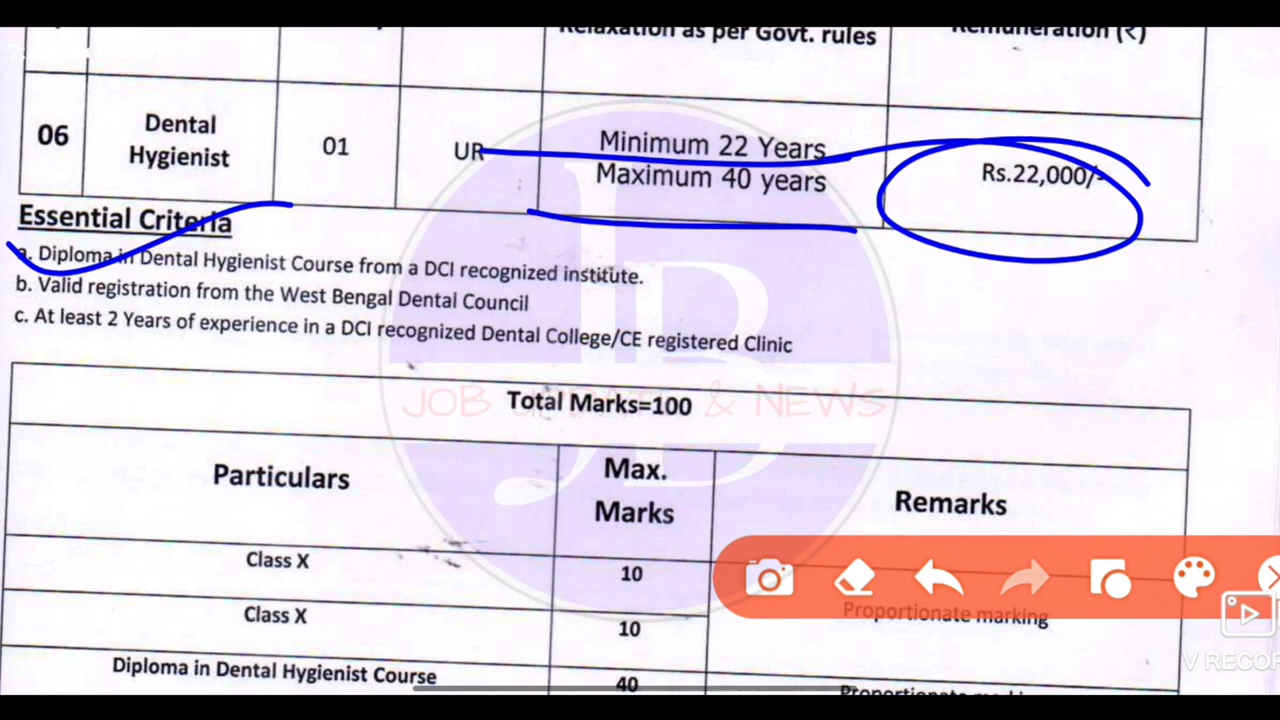 Relaxation as per Govt. rules
Remuneration (₹)
06
Dental
Hygienist
01
UR
Minimum 22 Years
Maximum 40 years
Rs.22,000/-
Essential Criteria
a. Diploma in Dental Hygienist Course from a DCI recognized institute.
b. Valid registration from the West Bengal Dental Council
c. At least 2 Years of experience in a DCI recognized Dental College/CE registered Clinic
JOB UPDATE & NEWS
Total Marks=100
Particulars
Max.
Marks
Remarks
Class X
10
Class X
10
Proportionate marking
Diploma in Dental Hygienist Course
40
Proportionate
V RECOR